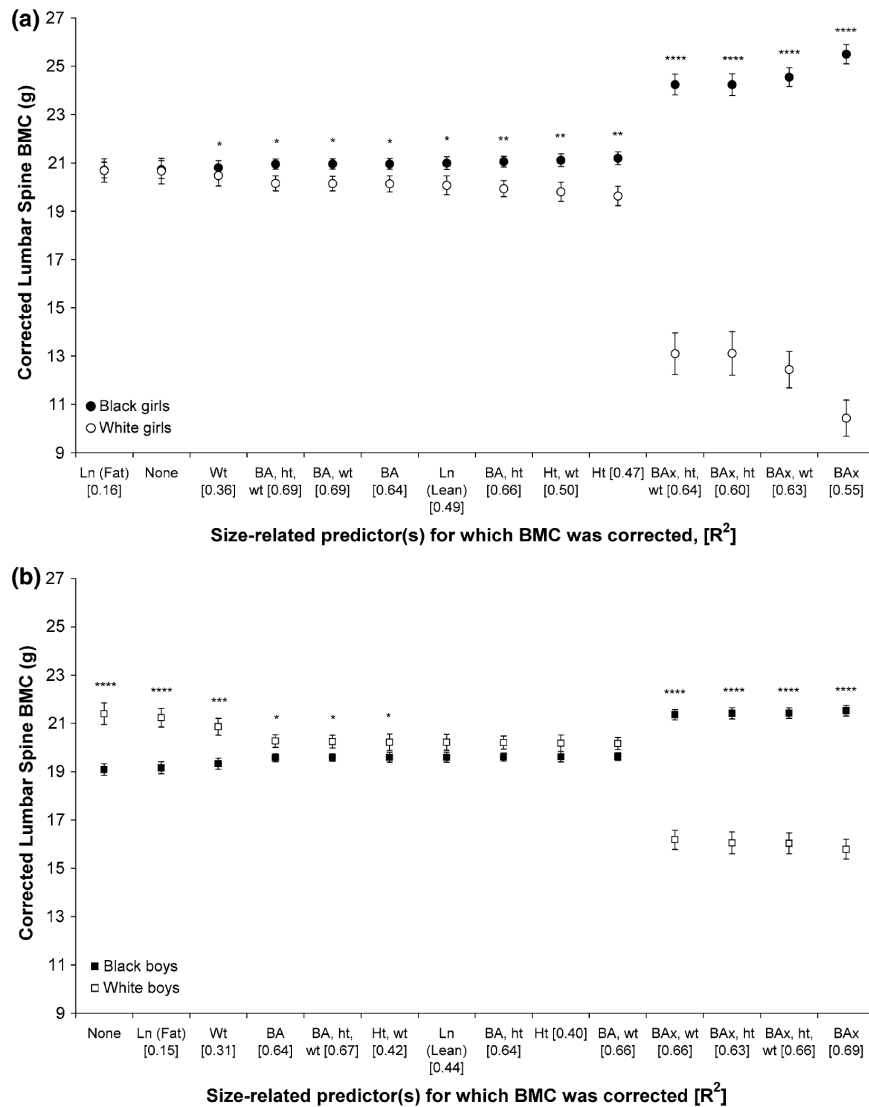 (a)
27
25
23
21
19
17
15
13
11
9
Corrected Lumbar Spine BMC (g)
****
****
****
****
*
*
*
*
*
**
**
**
Black girls
White girls
Ln (Fat)
[0.16]
None
Wt
[0.36]
BA, ht,
wt [0.69]
BA, wt
[0.69]
BA
[0.64]
Ln
(Lean)
[0.49]
BA, ht
[0.66]
Ht, wt
[0.50]
Ht [0.47]
BAx, ht,
wt [0.64]
BAx, ht
[0.60]
BAx, wt
[0.63]
BAx
[0.55]
Size-related predictor(s) for which BMC was corrected, [R²]
(b)
27
25
23
21
19
17
15
13
11
9
Corrected Lumbar Spine BMC (g)
****
****
***
*
*
*
****
****
****
****
Black boys
White boys
None
Ln (Fat)
[0.15]
Wt
[0.31]
BA
[0.64]
BA, ht,
wt [0.67]
Ht, wt
[0.42]
Ln
(Lean)
[0.44]
BA, ht
[0.64]
Ht [0.40]
BA, wt
[0.66]
BAx, wt
[0.66]
BAx, ht
[0.63]
BAx, ht,
wt [0.66]
BAx
[0.69]
Size-related predictor(s) for which BMC was corrected [R²]